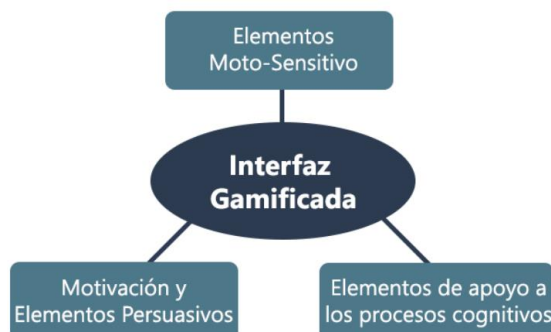 Elementos
Moto-Sensitivo
Interfaz
Gamificada
Motivación y
Elementos Persuasivos
Elementos de apoyo a
los procesos cognitivos